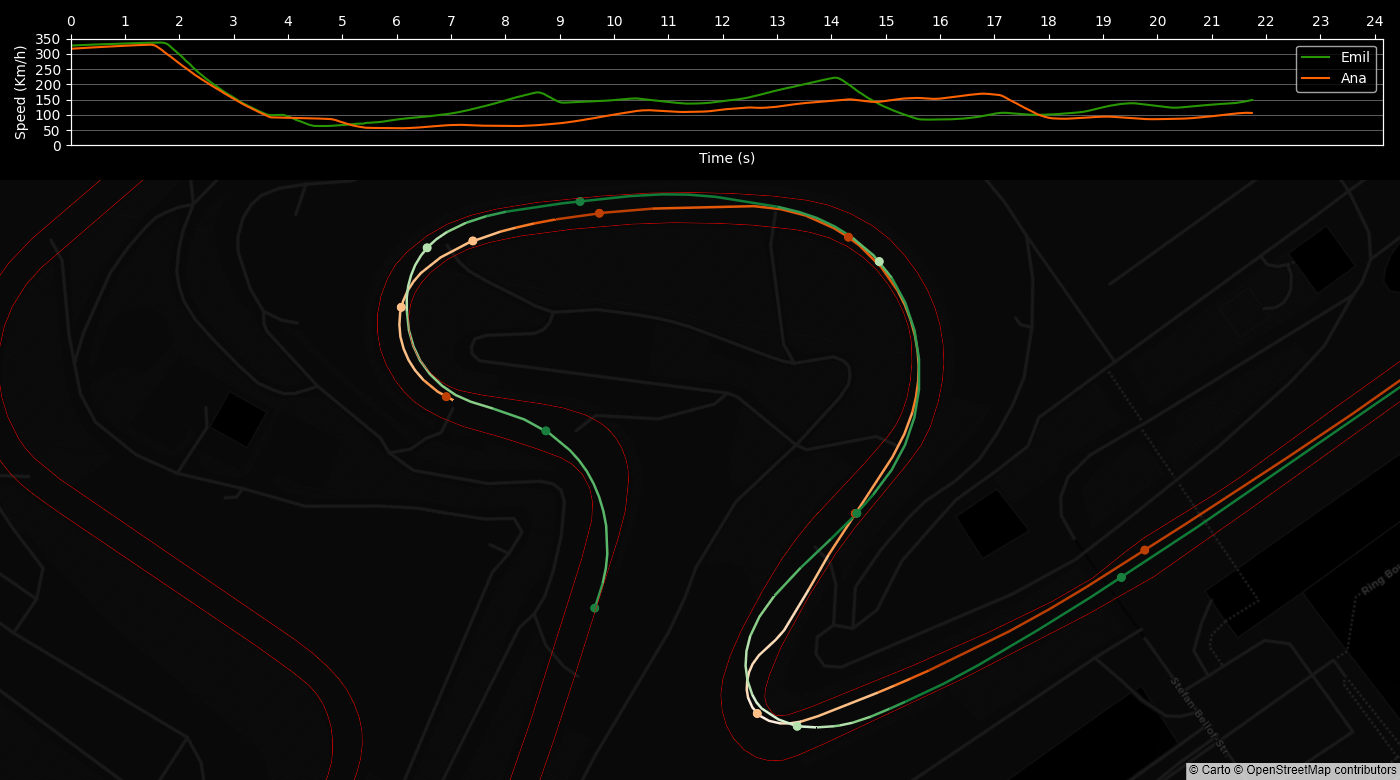 0 1 2 3 4 5 6 7 8 9 10 11 12 13 14 15 16 17 18 19 20 21 22 23 24
350
300
250
200
150
100
50
0
Speed (Km/h)
Emil
Ana
Time (s)
Ring Bo
Stefan-Bellof-Str
© Carto © OpenStreetMap contributors